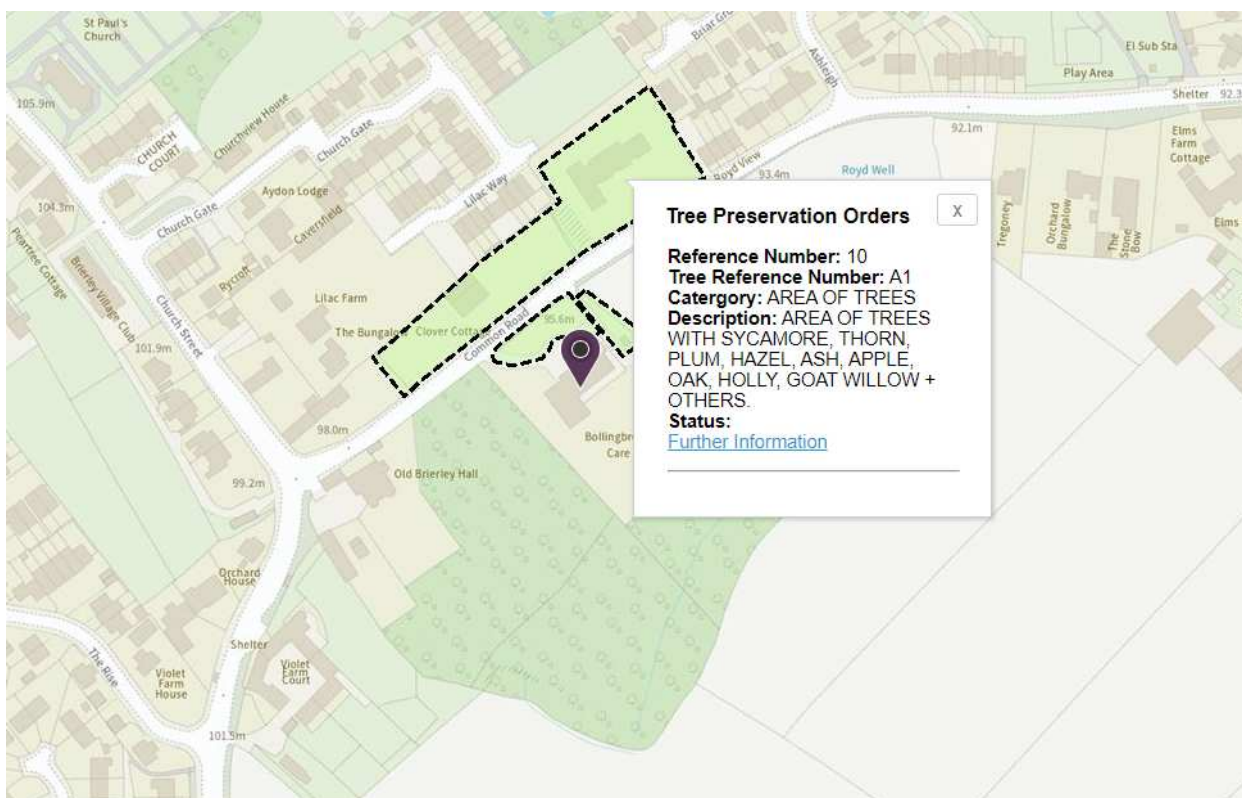 St Paul's
Church
105.9m
CHURCH
COURT
Churchview House
Church Gate
Briar Gro
Ashleigh
El Sub Sta
Play Area
Shelter 92.3
92.1m
Elms
Farm
Cottage
Royd View
93.4m
Royd Well
104.3m
Peartree Cottage
Brierley Village Club
Church Gate
Aydon Lodge
Caversfield
Rycroft
Lilac Way
Lilac Farm
Church Street
101.9m
The Bungalow
Clover Cott
Common Road
95.6m
Tree Preservation Orders
X
Reference Number: 10
Tree Reference Number: A1
Catergory: AREA OF TREES
Description: AREA OF TREES
WITH SYCAMORE, THORN,
PLUM, HAZEL, ASH, APPLE,
OAK, HOLLY, GOAT WILLOW +
OTHERS.
Status:
Further Information
Tregoney
Orchard
Bungalow
The
Stone
Bow
Elms
98.0m
99.2m
Old Brierley Hall
Bollingbr
Care
Orchard
House
Shelter
Violet
Farm
Court
The Rise
Violet
Farm
House
101.5m